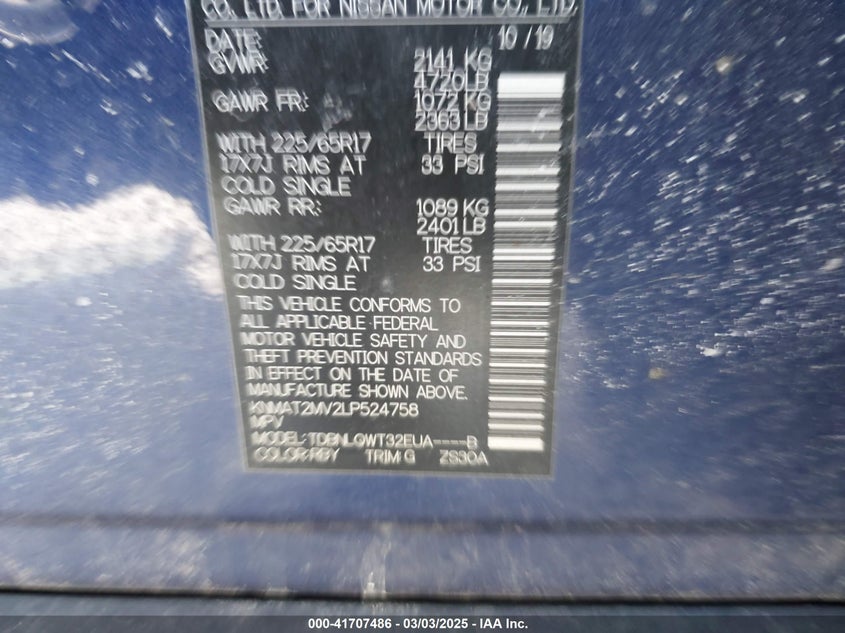 CO. LTD. FOR NISSAN MOTOR CO., LTD.
DATE: 10 / 19
GVWR: 2141 KG
4720LB
GAWR FR: 1072 KG
2363LB
WITH 225/65R17 TIRES
17X7J RIMS AT 33 PSI
COLD SINGLE
GAWR RR: 1089 KG
2401LB
WITH 225/65R17 TIRES
17X7J RIMS AT 33 PSI
COLD SINGLE
THIS VEHICLE CONFORMS TO
ALL APPLICABLE FEDERAL
MOTOR VEHICLE SAFETY AND
THEFT PREVENTION STANDARDS
IN EFFECT ON THE DATE OF
MANUFACTURE SHOWN ABOVE.
KNMAT2MV2LP524758
MPV
MODEL: TDBNLQWT32EUA----B
COLOR:RBY TRIM:G ZS30A
000-41707486 — 03/03/2025 — IAA Inc.